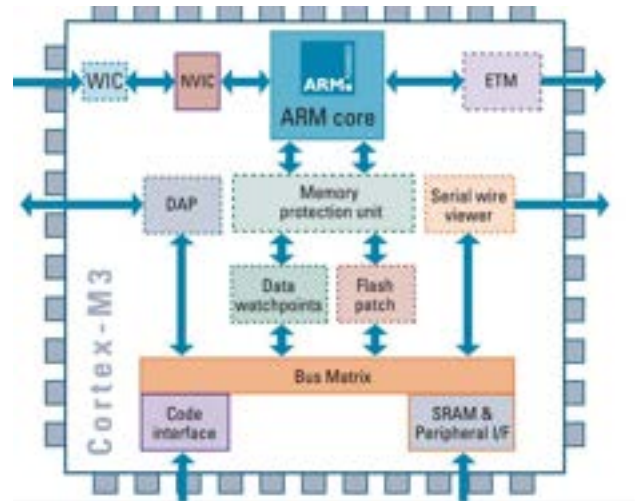 WIC
NVIC
ARM
ARM core
ETM
DAP
Memory
protection unit
Serial wire
viewer
Data
watchpoints
Flash
patch
Cortex-M3
Bus Matrix
Code
interface
SRAM &
Peripheral I/F